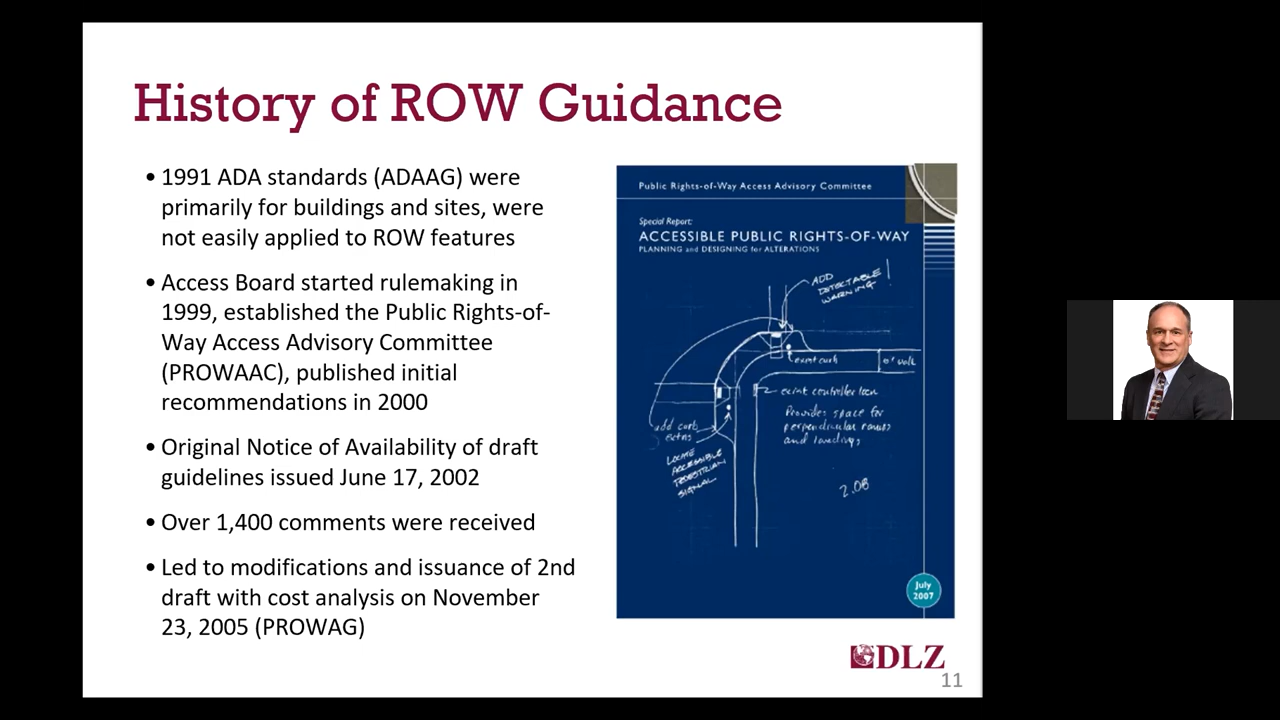 History of ROW Guidance
• 1991 ADA standards (ADAAG) were
primarily for buildings and sites, were
not easily applied to ROW features
• Access Board started rulemaking in
1999, established the Public Rights-of-
Way Access Advisory Committee
(PROWAAC), published initial
recommendations in 2000
• Original Notice of Availability of draft
guidelines issued June 17, 2002
• Over 1,400 comments were received
• Led to modifications and issuance of 2nd
draft with cost analysis on November
23, 2005 (PROWAG)
Public Rights-of-Way Access Advisory Committee
Special Report:
ACCESSIBLE PUBLIC RIGHTS-OF-WAY
PLANNING and DESIGNING for ALTERATIONS
ADD
DETECTABLE
WARNING
exist curb
walk
exist controller locn
Provides space for
perpendicular ramps
and landings
add curb
extns
LOCATE
ACCESSIBLE
PEDESTRIAN
SIGNAL
2.08
July
2007
DLZ
11